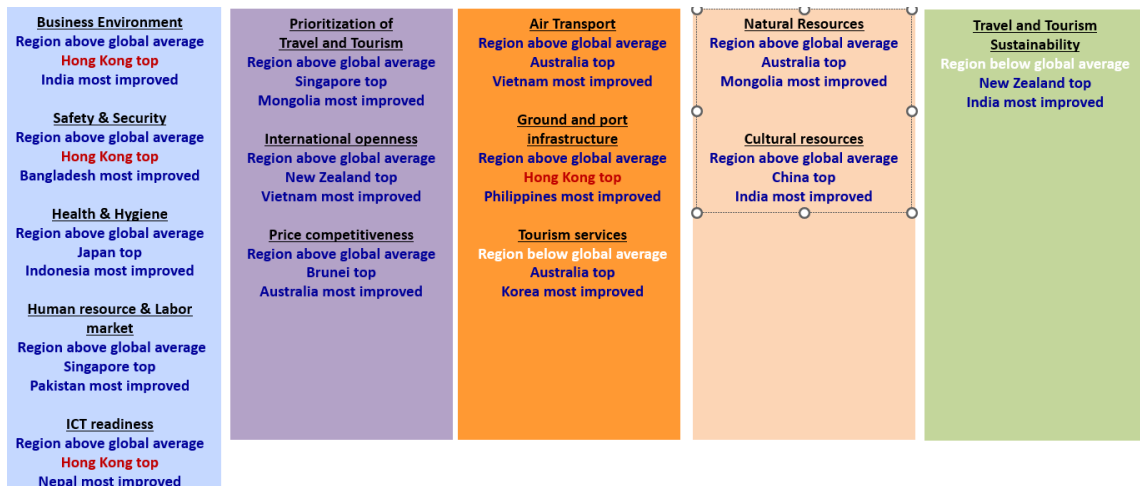 Business Environment
Region above global average
Hong Kong top
India most improved
Safety & Security
Region above global average
Hong Kong top
Bangladesh most improved
Health & Hygiene
Region above global average
Japan top
Indonesia most improved
Human resource & Labor
market
Region above global average
Singapore top
Pakistan most improved
ICT readiness
Region above global average
Hong Kong top
Nepal most improved
Prioritization of
Travel and Tourism
Region above global average
Singapore top
Mongolia most improved
International openness
Region above global average
New Zealand top
Vietnam most improved
Price competitiveness
Region above global average
Brunei top
Australia most improved
Air Transport
Region above global average
Australia top
Vietnam most improved
Ground and port
infrastructure
Region above global average
Hong Kong top
Philippines most improved
Tourism services
Region below global average
Australia top
Korea most improved
Natural Resources
Region above global average
Australia top
Mongolia most improved
Cultural resources
Region above global average
China top
India most improved
Travel and Tourism
Sustainability
Region below global average
New Zealand top
India most improved